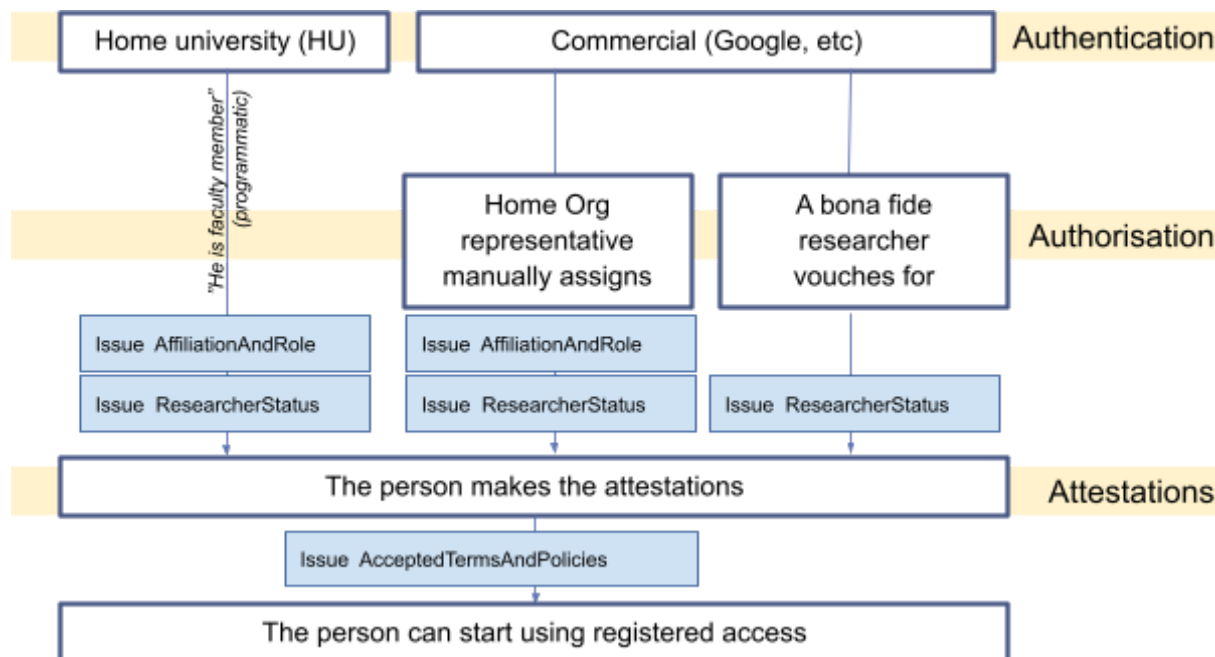 Home university (HU)
Commercial (Google, etc)
Authentication
"He is faculty member"
(programmatic)
Home Org
representative
manually assigns
A bona fide
researcher
vouches for
Authorisation
Issue AffiliationAndRole
Issue AffiliationAndRole
Issue ResearcherStatus
Issue ResearcherStatus
Issue ResearcherStatus
The person makes the attestations
Attestations
Issue AcceptedTermsAndPolicies
The person can start using registered access